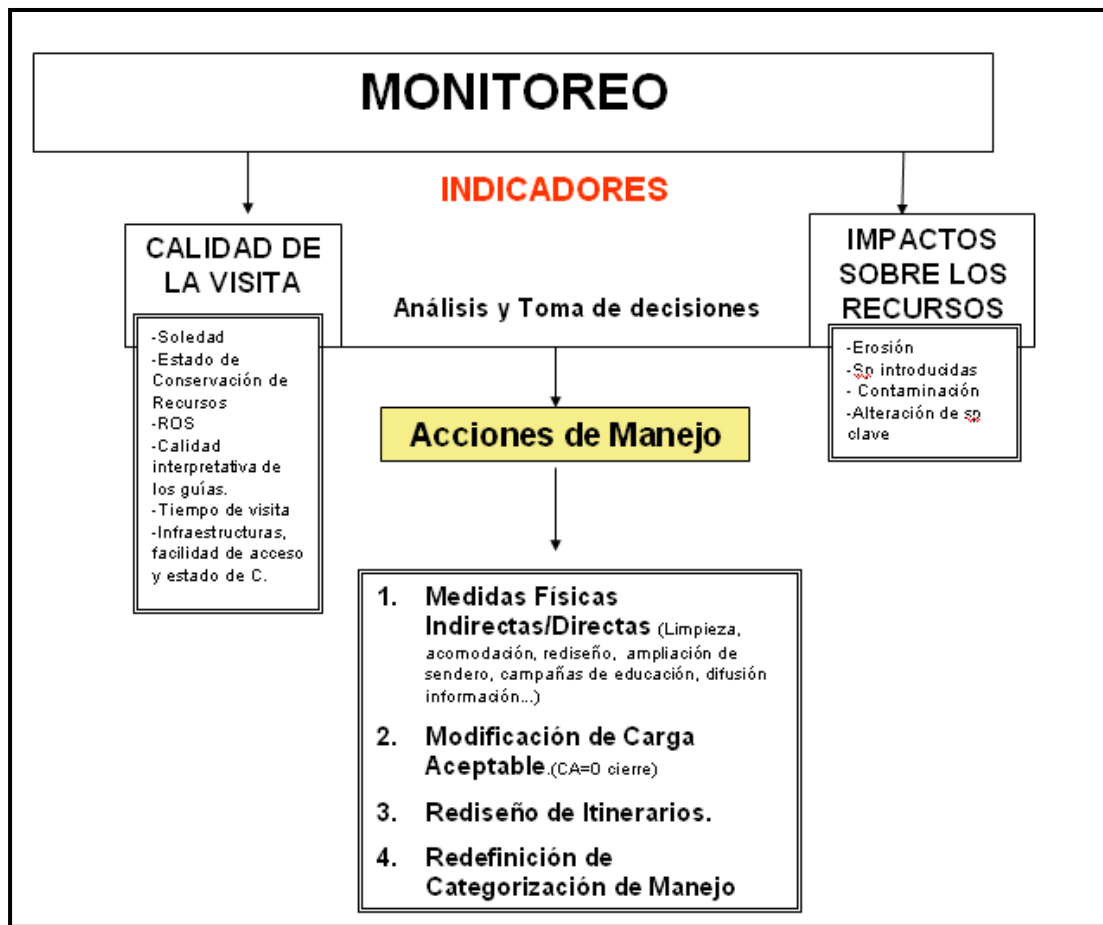 MONITOREO
INDICADORES
CALIDAD DE
LA VISITA
-Soledad
-Estado de
Conservación de
Recursos
-ROS
-Calidad
interpretativa de
los guías.
-Tiempo de visita
-Infraestructuras,
facilidad de acceso
y estado de C.
Análisis y Toma de decisiones
IMPACTOS
SOBRE LOS
RECURSOS
-Erosión
-Sp introducidas
- Contaminación
-Alteración de sp
clave
Acciones de Manejo
1. Medidas Físicas
Indirectas/Directas (Limpieza,
acomodación, rediseño, ampliación de
sendero, campañas de educación, difusión
información...)
2. Modificación de Carga
Aceptable.(CA=0 cierre)
3. Rediseño de Itinerarios.
4. Redefinición de
Categorización de Manejo